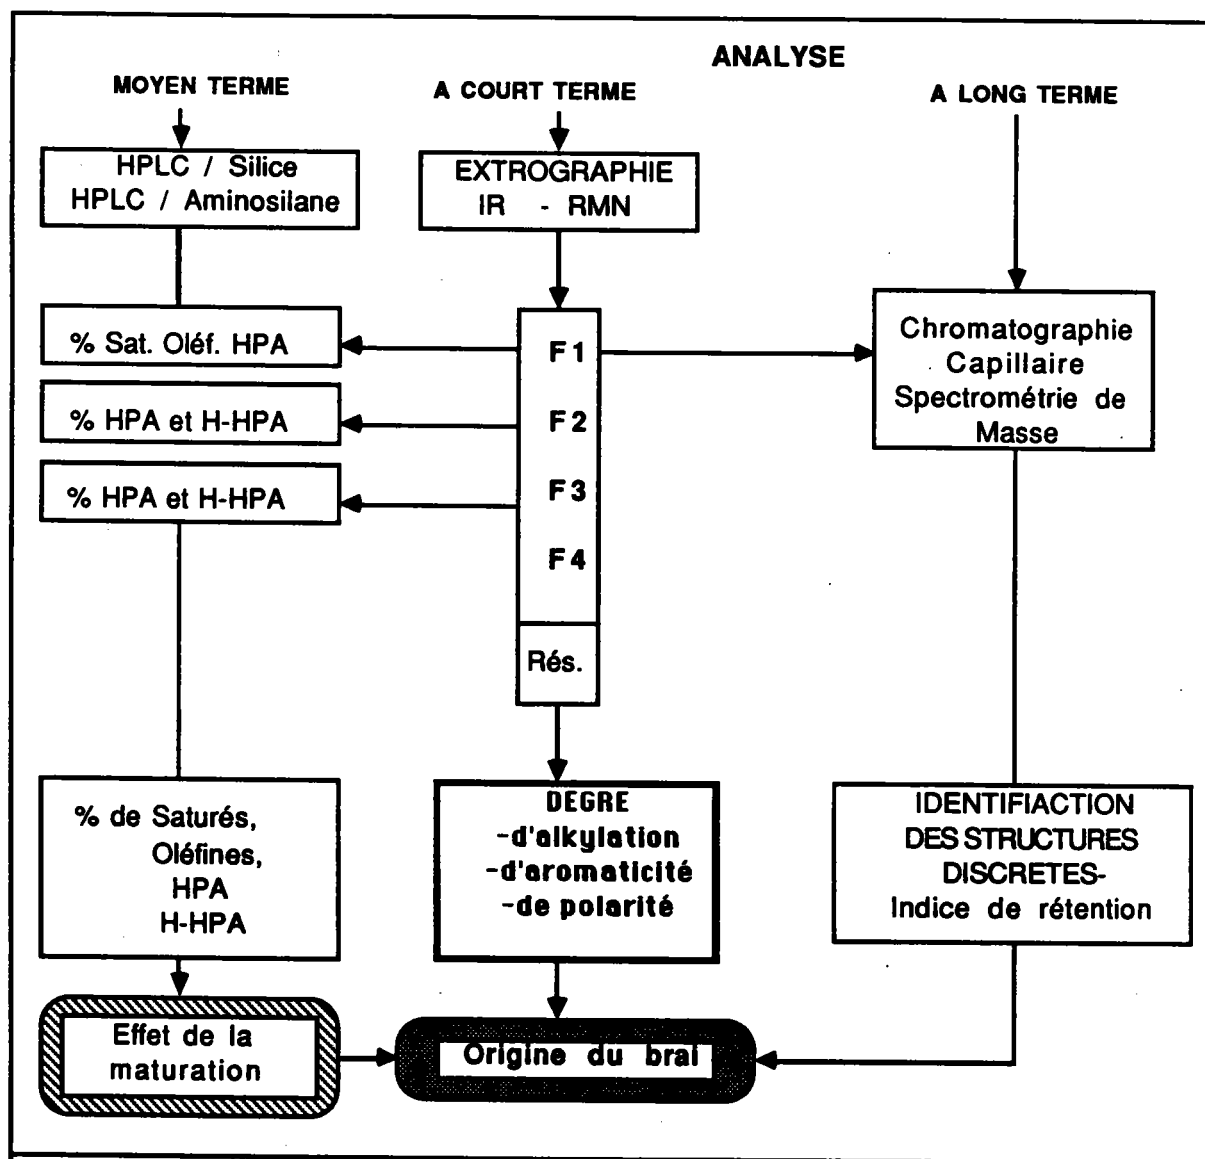 ANALYSE
MOYEN TERME
A COURT TERME
A LONG TERME
HPLC / Silice
HPLC / Aminosilane
EXTROGRAPHIE
IR - RMN
% Sat. Oléf. HPA
% HPA et H-HPA
% HPA et H-HPA
F1
F2
F3
F4
Rés.
Chromatographie
Capillaire
Spectrométrie de
Masse
% de Saturés,
Oléfines,
HPA
H-HPA
DEGRE
-d'alkylation
-d'aromaticité
-de polarité
IDENTIFIACTION
DES STRUCTURES
DISCRETES-
Indice de rétention
Effet de la
maturation
Origine du brai